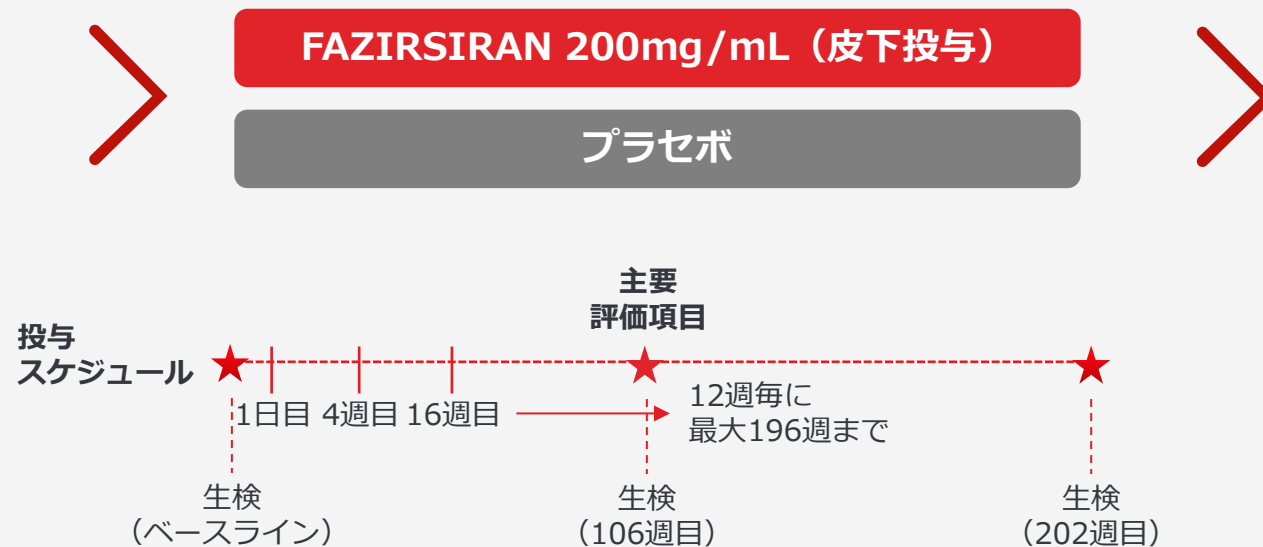 FAZIRSIRAN 200mg/mL（皮下投与）
プラセボ
主要
評価項目
投与
スケジュール
1日目 4週目 16週目
12週毎に
最大196週まで
生検
（ベースライン）
生検
（106週目）
生検
（202週目）